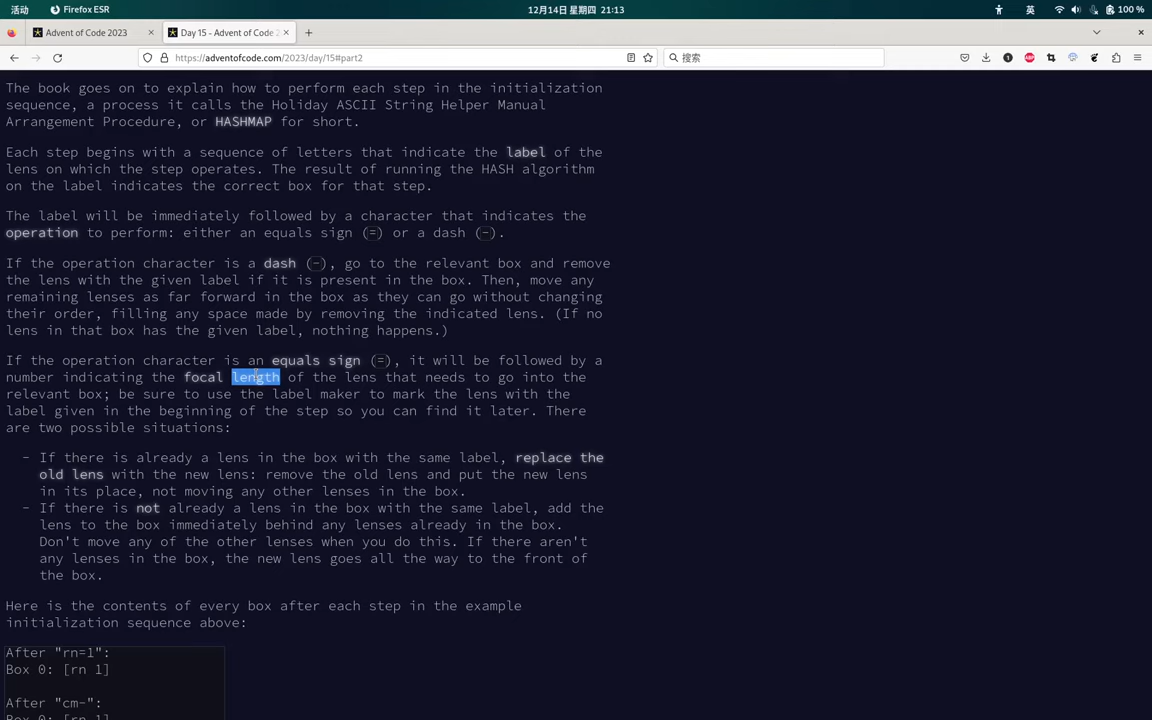 活动
Firefox ESR
12月14日 星期四 21:13
英
100 %
Advent of Code 2023
Day 15 - Advent of Code 2
https://adventofcode.com/2023/day/15#part2
搜索
1
ABP
The book goes on to explain how to perform each step in the initialization
sequence, a process it calls the Holiday ASCII String Helper Manual
Arrangement Procedure, or HASHMAP for short.
Each step begins with a sequence of letters that indicate the label of the
lens on which the step operates. The result of running the HASH algorithm
on the label indicates the correct box for that step.
The label will be immediately followed by a character that indicates the
operation to perform: either an equals sign (=) or a dash (-).
If the operation character is a dash (-), go to the relevant box and remove
the lens with the given label if it is present in the box. Then, move any
remaining lenses as far forward in the box as they can go without changing
their order, filling any space made by removing the indicated lens. (If no
lens in that box has the given label, nothing happens.)
If the operation character is an equals sign (=), it will be followed by a
number indicating the focal length of the lens that needs to go into the
relevant box; be sure to use the label maker to mark the lens with the
label given in the beginning of the step so you can find it later. There
are two possible situations:
- If there is already a lens in the box with the same label, replace the
old lens with the new lens: remove the old lens and put the new lens
in its place, not moving any other lenses in the box.
- If there is not already a lens in the box with the same label, add the
lens to the box immediately behind any lenses already in the box.
Don't move any of the other lenses when you do this. If there aren't
any lenses in the box, the new lens goes all the way to the front of
the box.
Here is the contents of every box after each step in the example
initialization sequence above:
After "rn=1":
Box 0: [rn 1]
After "cm-":
Box 0: [rn 1]